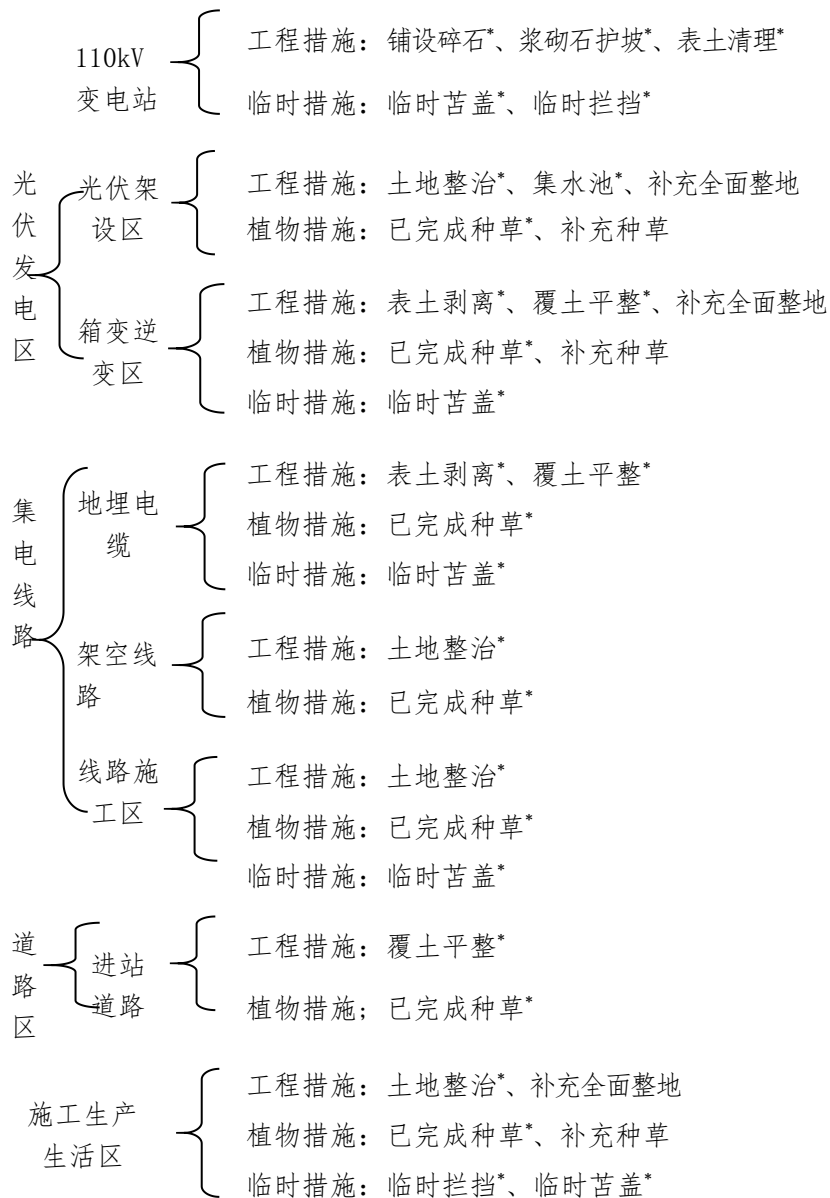 110kV
变电站
工程措施：铺设碎石*、浆砌石护坡*、表土清理*
临时措施：临时苫盖*、临时拦挡*
光伏发电区
光伏架
设区
工程措施：土地整治*、集水池*、补充全面整地
植物措施：已完成种草*、补充种草
箱变逆
变区
工程措施：表土剥离*、覆土平整*、补充全面整地
植物措施：已完成种草*、补充种草
临时措施：临时苫盖*
集电线路
地埋电
缆
工程措施：表土剥离*、覆土平整*
植物措施：已完成种草*
临时措施：临时苫盖*
架空线
路
工程措施：土地整治*
植物措施：已完成种草*
线路施
工区
工程措施：土地整治*
植物措施：已完成种草*
临时措施：临时苫盖*
道路区
进站
道路
工程措施：覆土平整*
植物措施；已完成种草*
施工生产
生活区
工程措施：土地整治*、补充全面整地
植物措施：已完成种草*、补充种草
临时措施：临时拦挡*、临时苫盖*